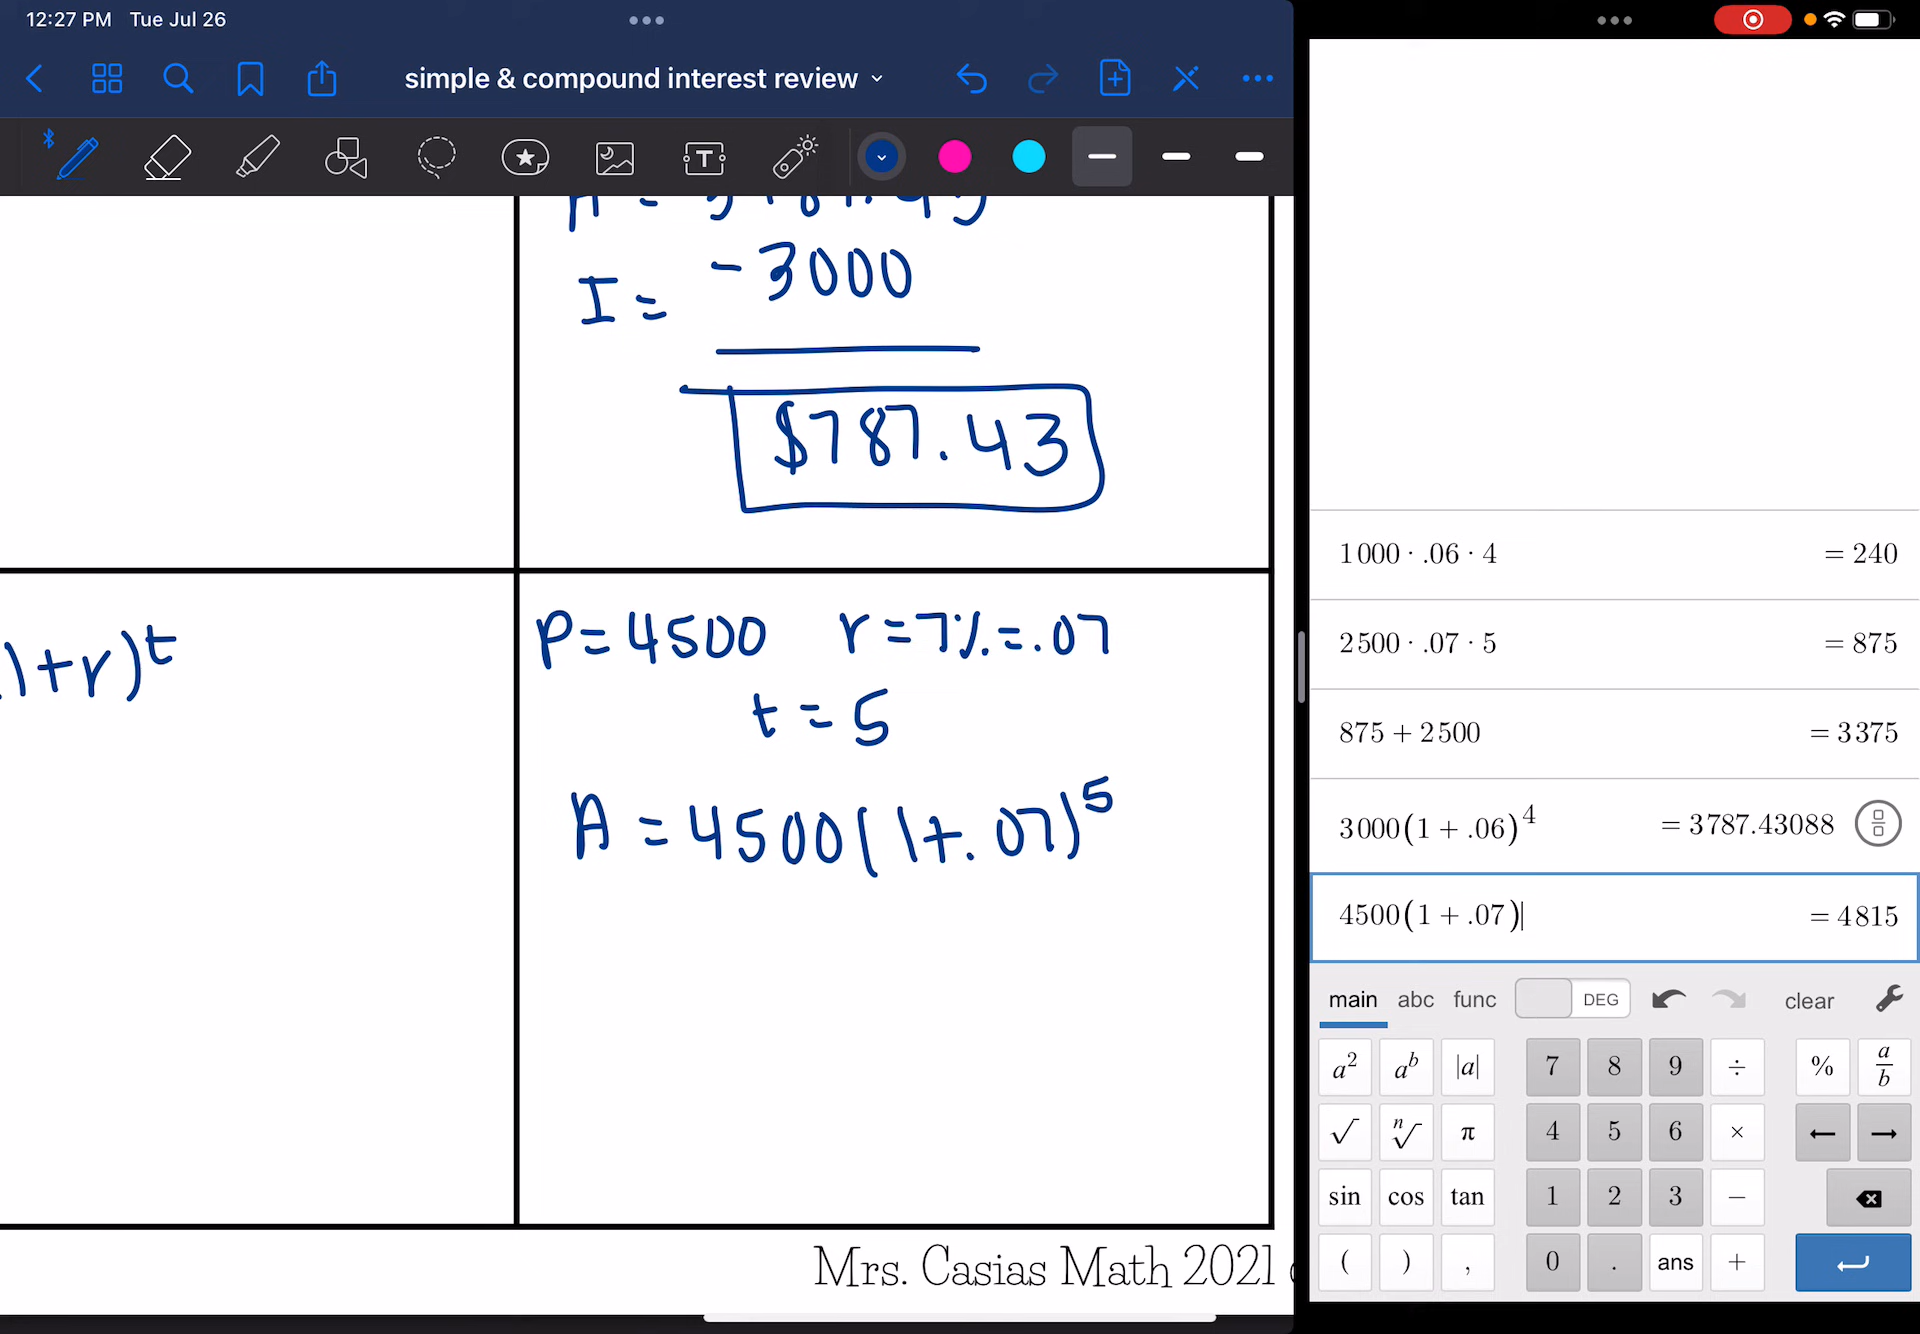 12:27 PM Tue Jul 26
simple & compound interest review
T
I = - 3000
$787.43
1+r)^t
P = 4500 r = 7% = .07
t = 5
A = 4500(1+.07)^5
Mrs. Casias Math 2021
1000 · .06 · 4 = 240
2500 · .07 · 5 = 875
875 + 2500 = 3375
3000(1 + .06)^4 = 3787.43088
4500(1 + .07) = 4815
main abc func DEG clear
a² a^b |a| 7 8 9 ÷ % a/b
√ ⁿ√ π 4 5 6 × ← →
sin cos tan 1 2 3 −
( ) , 0 . ans +